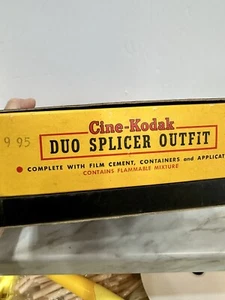 Cine-Kodak
9 95
DUO SPLICER OUTFIT
• COMPLETE WITH FILM CEMENT, CONTAINERS and
CONTAINS FLAMMABLE MIXTURE